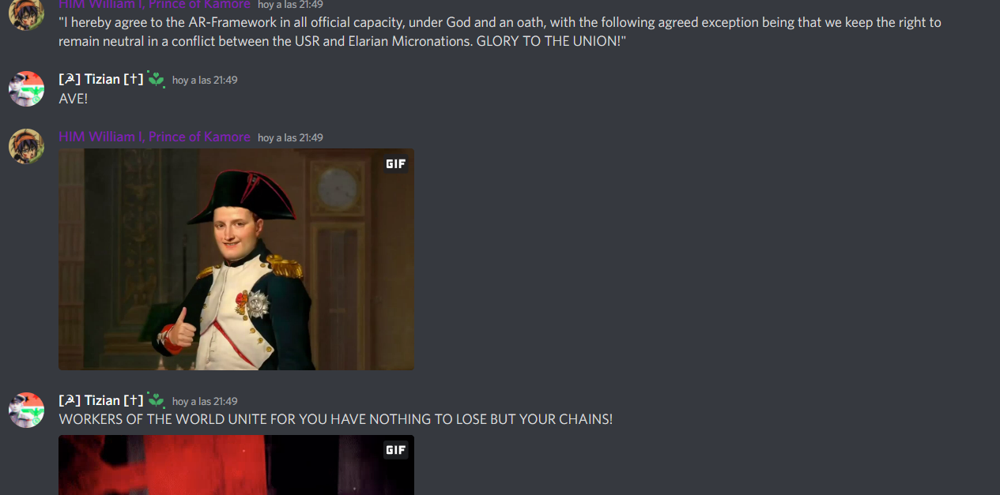 HIM William I, Prince of Kamore hoy a las 21:49
"I hereby agree to the AR-Framework in all official capacity, under God and an oath, with the following agreed exception being that we keep the right to
remain neutral in a conflict between the USR and Elarian Micronations. GLORY TO THE UNION!"
[☭] Tizian [†] hoy a las 21:49
AVE!
HIM William I, Prince of Kamore hoy a las 21:49
GIF
[☭] Tizian [†] hoy a las 21:49
WORKERS OF THE WORLD UNITE FOR YOU HAVE NOTHING TO LOSE BUT YOUR CHAINS!
GIF